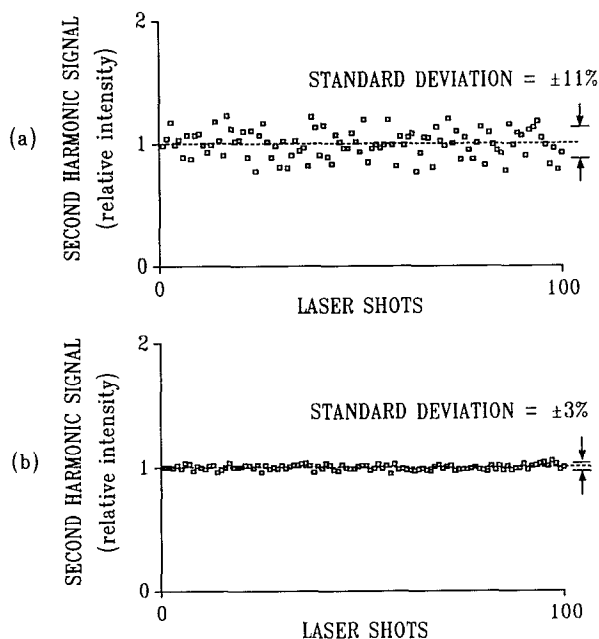 (a)
SECOND HARMONIC SIGNAL
(relative intensity)
2
1
0
STANDARD DEVIATION = ±11%
0
100
LASER SHOTS
(b)
SECOND HARMONIC SIGNAL
(relative intensity)
2
1
0
STANDARD DEVIATION = ±3%
0
100
LASER SHOTS